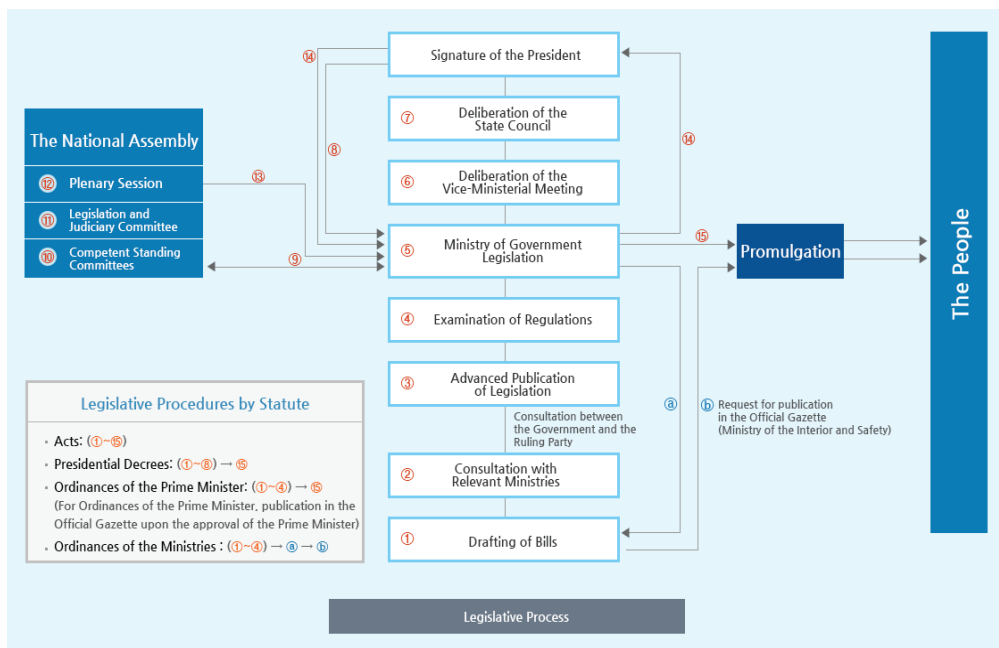 Signature of the President
⑭
⑧
⑭
⑦ Deliberation of the
State Council
⑥ Deliberation of the
Vice-Ministerial Meeting
The National Assembly
⑫ Plenary Session
⑪ Legislation and
Judiciary Committee
⑩ Competent Standing
Committees
⑬
⑨
⑤ Ministry of Government
Legislation
⑮
Promulgation
The People
④ Examination of Regulations
③ Advanced Publication
of Legislation
Consultation between
the Government and the
Ruling Party
ⓐ
ⓑ Request for publication
in the Official Gazette
(Ministry of the Interior and Safety)
② Consultation with
Relevant Ministries
① Drafting of Bills
Legislative Procedures by Statute
· Acts: (①~⑮)
· Presidential Decrees: (①~⑧) → ⑮
· Ordinances of the Prime Minister: (①~④) → ⑮
(For Ordinances of the Prime Minister, publication in the
Official Gazette upon the approval of the Prime Minister)
· Ordinances of the Ministries : (①~④) → ⓐ → ⓑ
Legislative Process